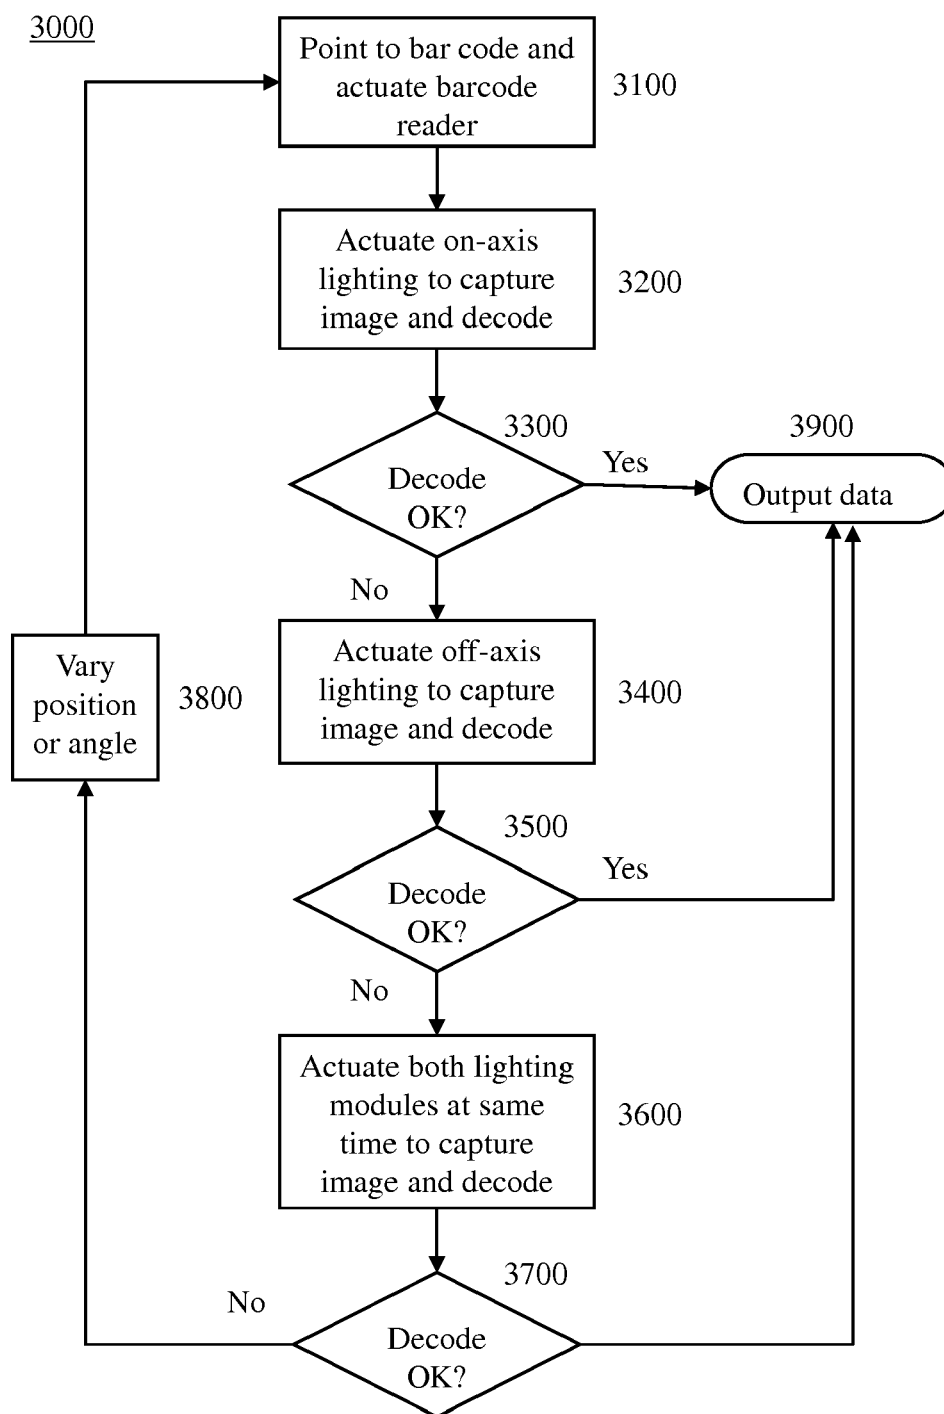 3000
Point to bar code and
actuate barcode
reader
3100
Actuate on-axis
lighting to capture
image and decode
3200
3300
Decode
OK?
Yes
3900
Output data
No
Actuate off-axis
lighting to capture
image and decode
3400
Vary
position
or angle
3800
3500
Decode
OK?
Yes
No
Actuate both lighting
modules at same
time to capture
image and decode
3600
3700
Decode
OK?
No